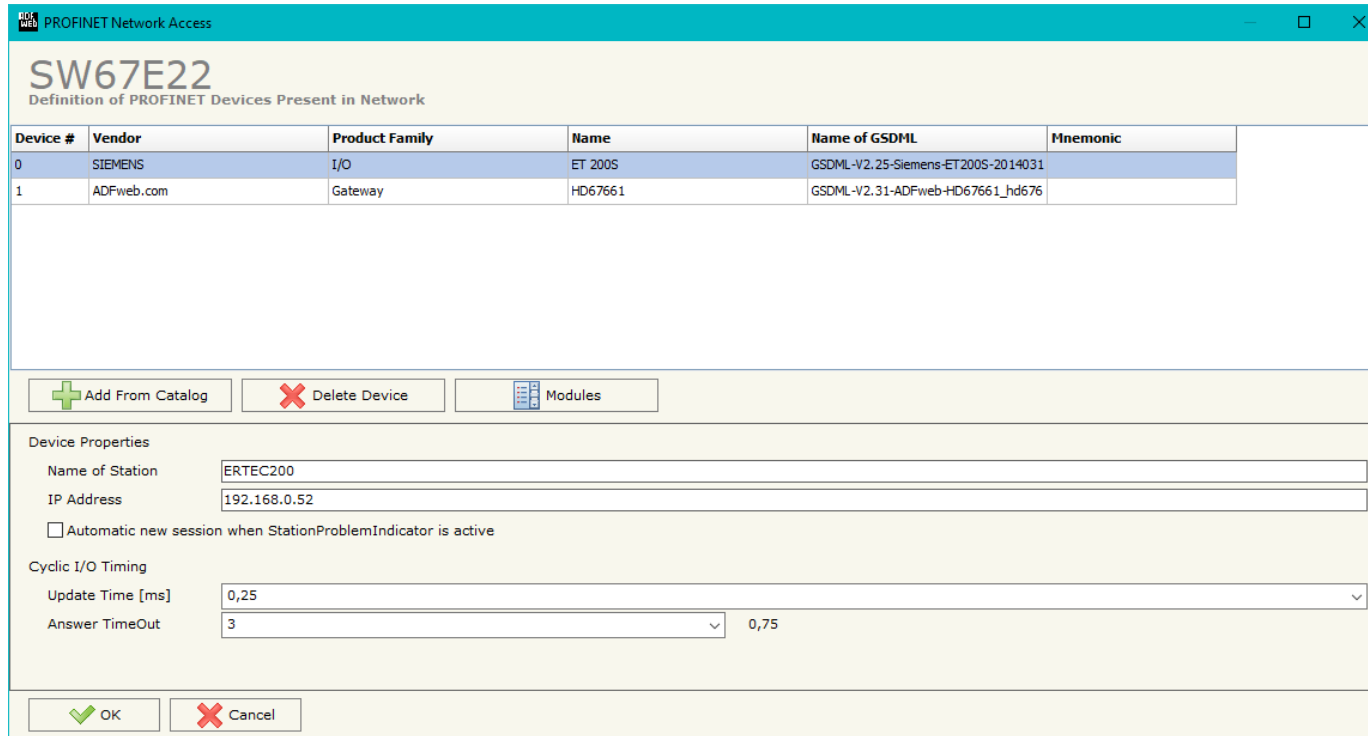 ADF WEB PROFINET Network Access
SW67E22
Definition of PROFINET Devices Present in Network
Device # Vendor Product Family Name Name of GSDML Mnemonic
0 SIEMENS I/O ET 200S GSDML-V2.25-Siemens-ET200S-2014031
1 ADFweb.com Gateway HD67661 GSDML-V2.31-ADFweb-HD67661_hd676
Add From Catalog Delete Device Modules
Device Properties
Name of Station ERTEC200
IP Address 192.168.0.52
Automatic new session when StationProblemIndicator is active
Cyclic I/O Timing
Update Time [ms] 0,25
Answer TimeOut 3 0,75
OK Cancel